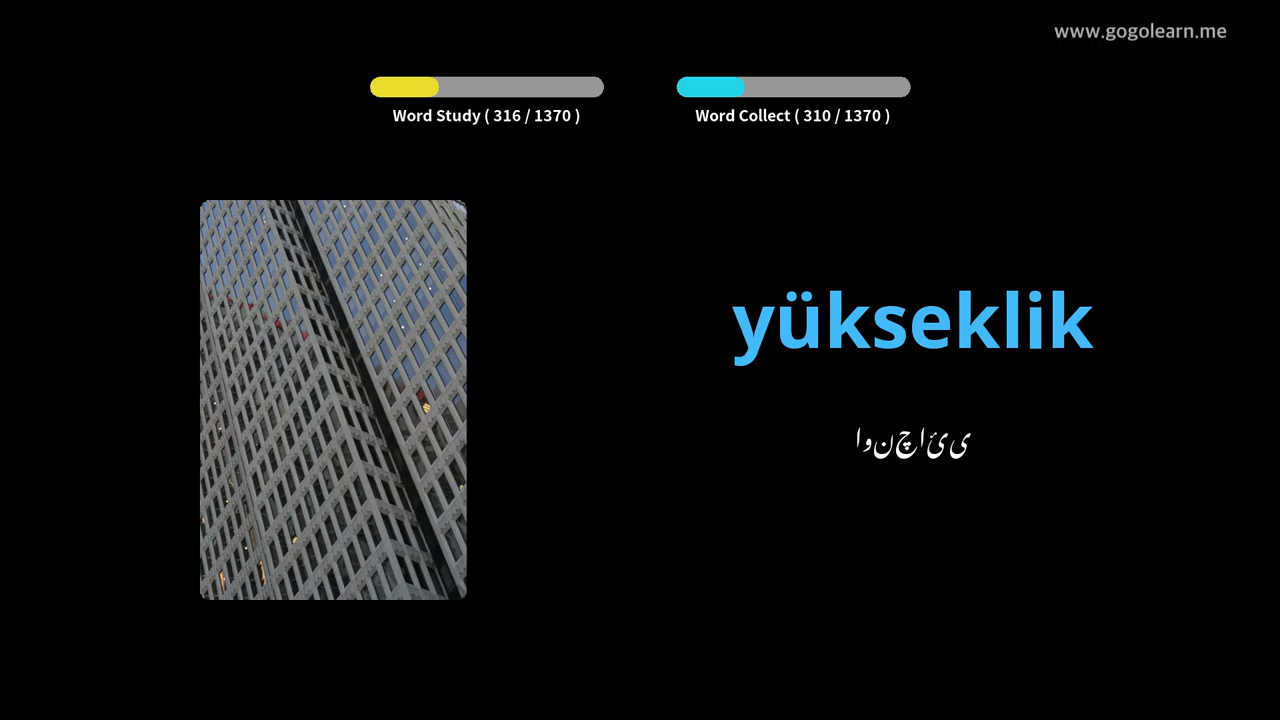 www.gogolearn.me
Word Study ( 316 / 1370 )
Word Collect ( 310 / 1370 )
yükseklik
اونچائی